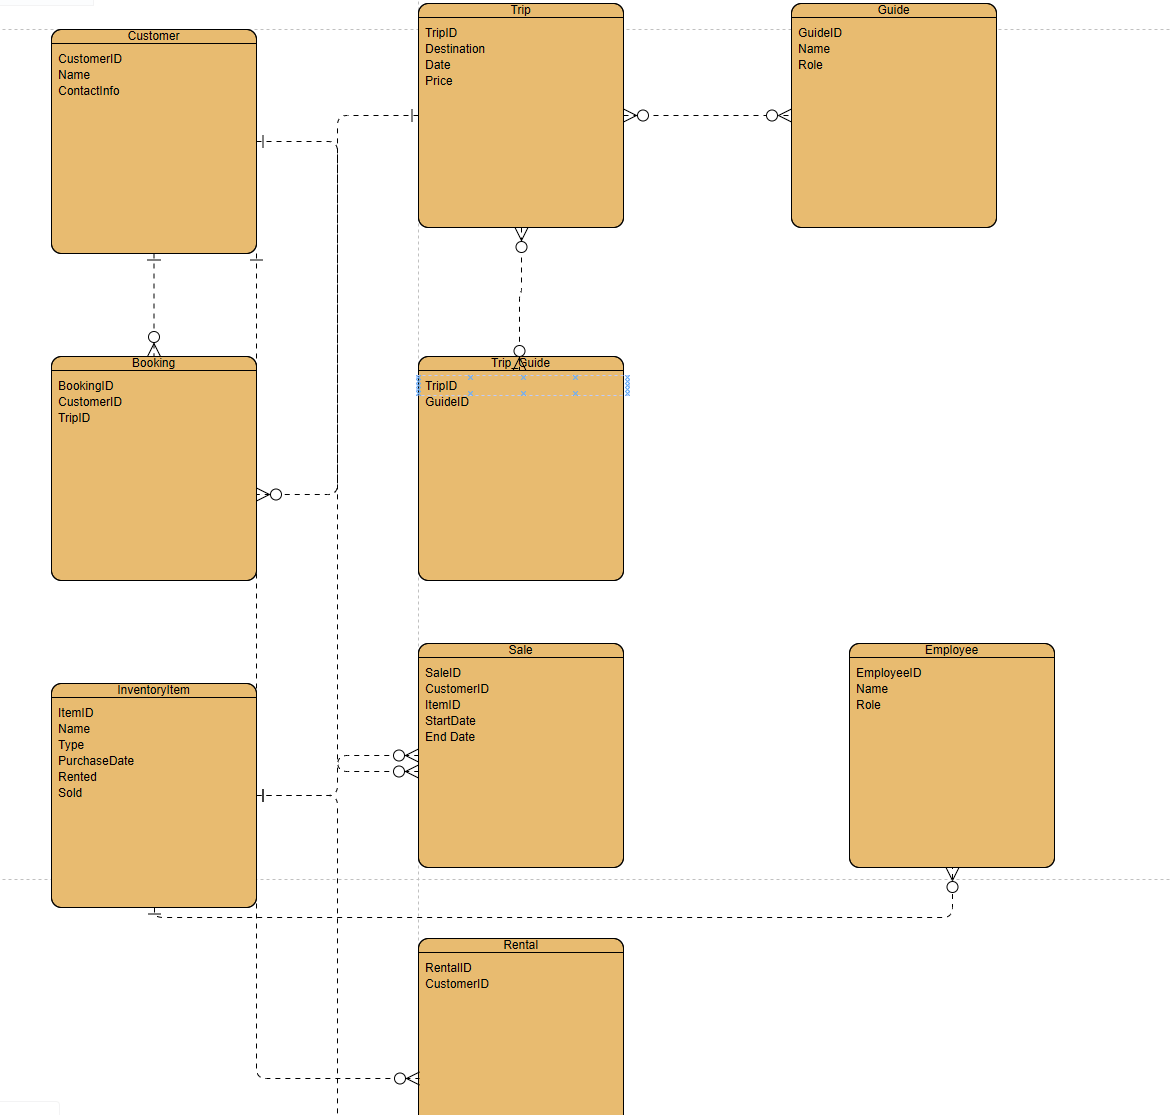 Customer
CustomerID
Name
ContactInfo
Trip
TripID
Destination
Date
Price
Guide
GuideID
Name
Role
Booking
BookingID
CustomerID
TripID
Trip_Guide
TripID
GuideID
InventoryItem
ItemID
Name
Type
PurchaseDate
Rented
Sold
Sale
SaleID
CustomerID
ItemID
StartDate
End Date
Employee
EmployeeID
Name
Role
Rental
RentalID
CustomerID